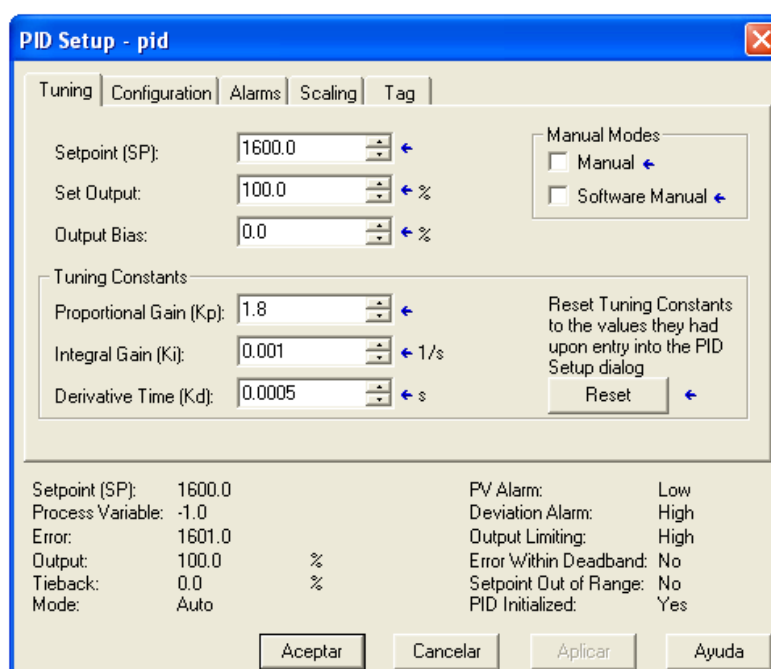 PID Setup - pid
Tuning Configuration Alarms Scaling Tag
Setpoint (SP): 1600.0
Set Output: 100.0 %
Output Bias: 0.0 %
Manual Modes
Manual
Software Manual
Tuning Constants
Proportional Gain (Kp): 1.8
Integral Gain (Ki): 0.001 1/s
Derivative Time (Kd): 0.0005 s
Reset Tuning Constants
to the values they had
upon entry into the PID
Setup dialog
Reset
Setpoint (SP): 1600.0
Process Variable: -1.0
Error: 1601.0
Output: 100.0 %
Tieback: 0.0 %
Mode: Auto
PV Alarm: Low
Deviation Alarm: High
Output Limiting: High
Error Within Deadband: No
Setpoint Out of Range: No
PID Initialized: Yes
Aceptar Cancelar Aplicar Ayuda